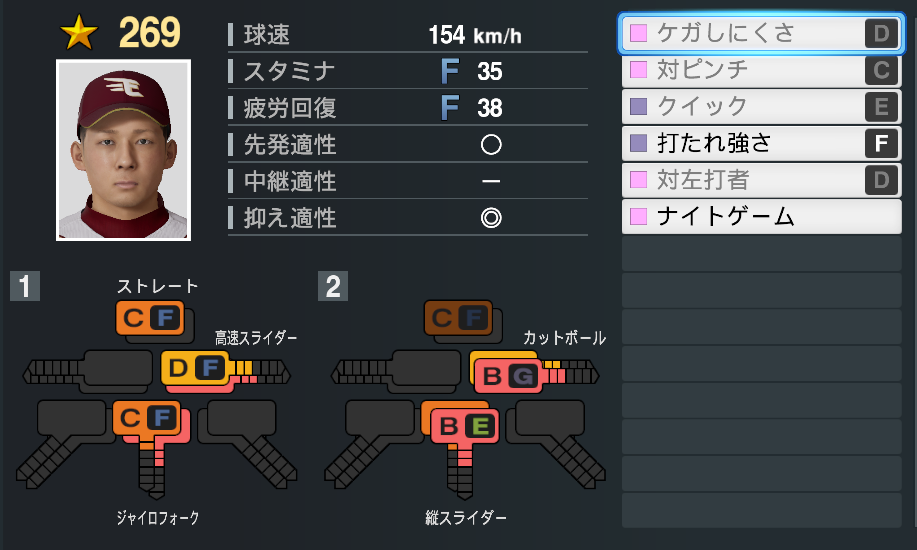 ★ 269
球速 154 km/h
スタミナ F 35
疲労回復 F 38
先発適性 ○
中継適性 －
抑え適性 ◎
ケガしにくさ D
対ピンチ C
クイック E
打たれ強さ F
対左打者 D
ナイトゲーム
1
ストレート
C F
高速スライダー
D F
C F
ジャイロフォーク
2
C F
カットボール
B G
B E
縦スライダー